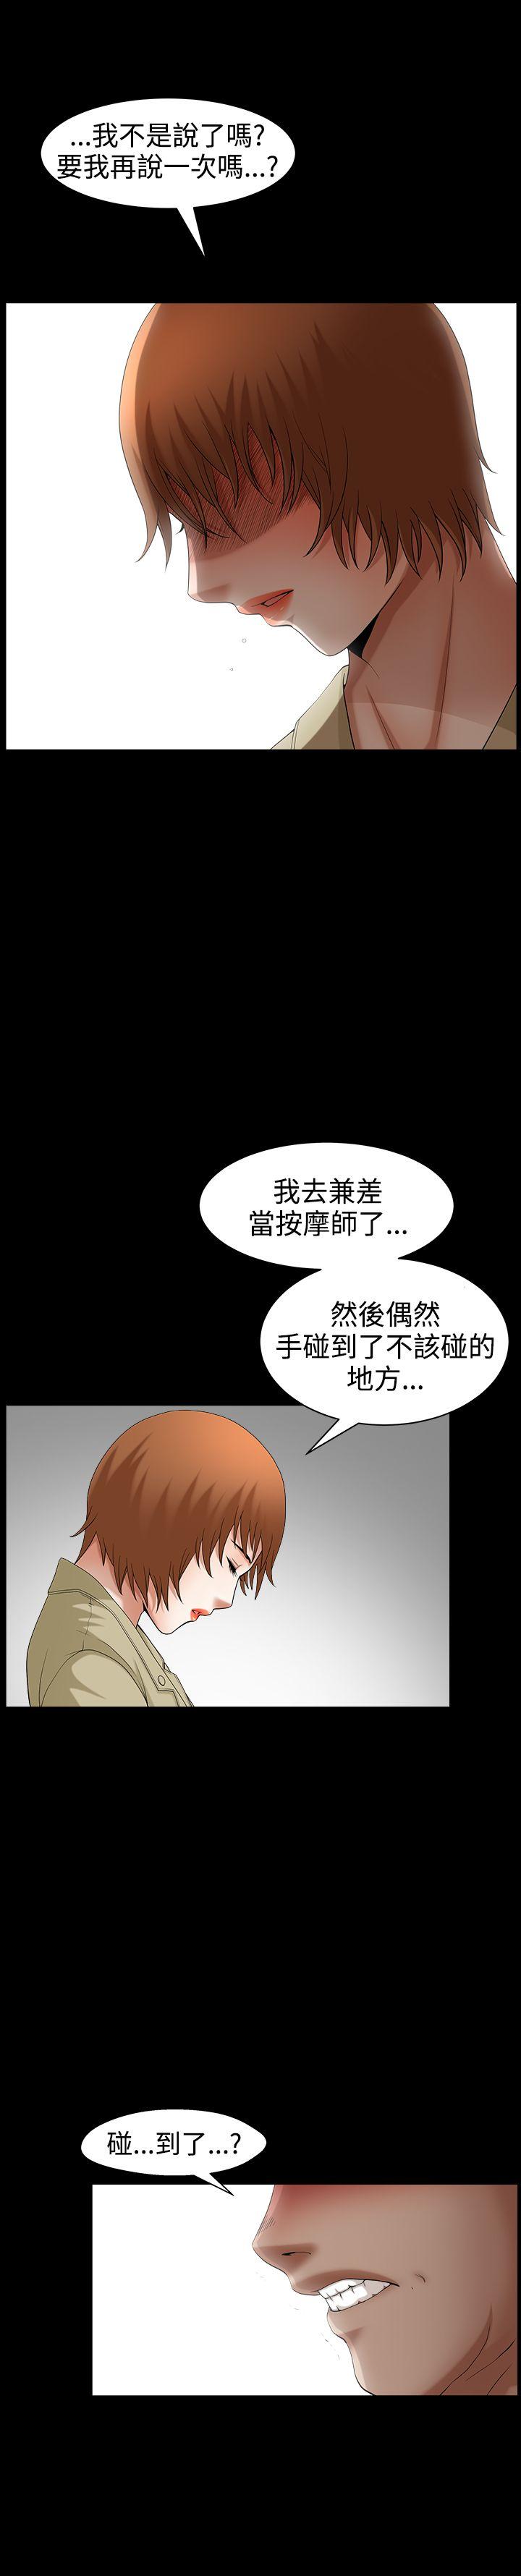 ...我不是說了嗎?
要我再說一次嗎...?
我去兼差
當按摩師了...
然後偶然
手碰到了不該碰的
地方...
碰...到了...?